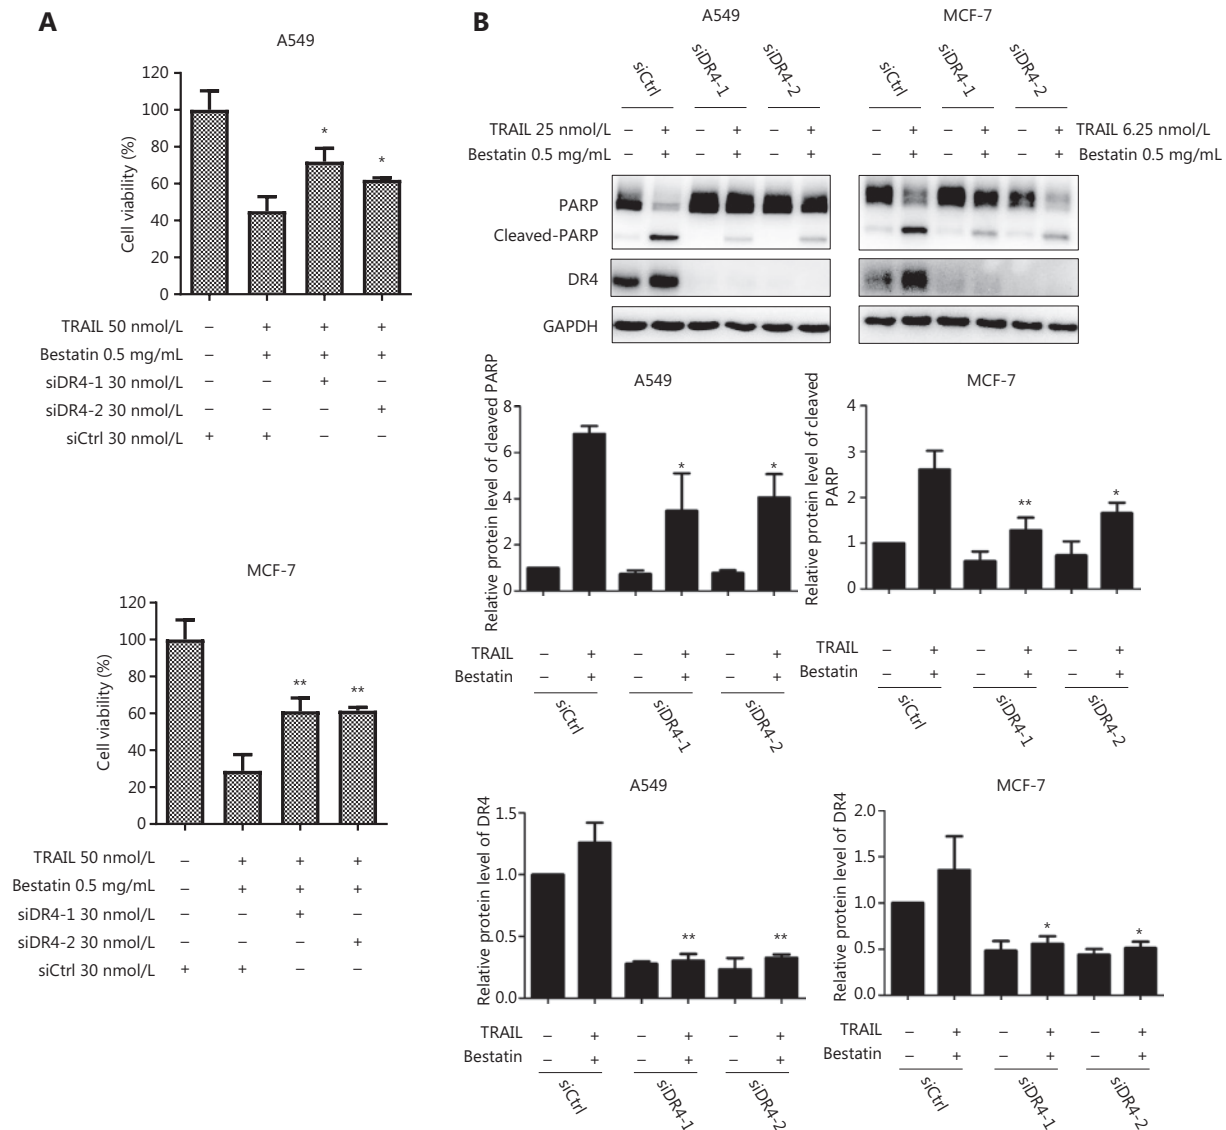 A
A549
Cell viability (%)
120
100
80
60
40
20
0
*
*
TRAIL 50 nmol/L – + + +
Bestatin 0.5 mg/mL – + + +
siDR4-1 30 nmol/L – – + –
siDR4-2 30 nmol/L – – – +
siCtrl 30 nmol/L + + – –
MCF-7
Cell viability (%)
120
100
80
60
40
20
0
**
**
TRAIL 50 nmol/L – + + +
Bestatin 0.5 mg/mL – + + +
siDR4-1 30 nmol/L – – + –
siDR4-2 30 nmol/L – – – +
siCtrl 30 nmol/L + + – –
B
A549 MCF-7
siCtrl siDR4-1 siDR4-2 siCtrl siDR4-1 siDR4-2
TRAIL 25 nmol/L – + – + – + – + – + – + TRAIL 6.25 nmol/L
Bestatin 0.5 mg/mL – + – + – + – + – + – + Bestatin 0.5 mg/mL
PARP
Cleaved-PARP
DR4
GAPDH
A549
Relative protein level of cleaved PARP
8
6
4
2
0
*
*
TRAIL – + – + – +
Bestatin – + – + – +
siCtrl siDR4-1 siDR4-2
MCF-7
Relative protein level of cleaved
PARP
4
3
2
1
0
**
*
TRAIL – + – + – +
Bestatin – + – + – +
siCtrl siDR4-1 siDR4-2
A549
Relative protein level of DR4
1.5
1.0
0.5
0.0
**
**
TRAIL – + – + – +
Bestatin – + – + – +
siCtrl siDR4-1 siDR4-2
MCF-7
Relative protein level of DR4
2.0
1.5
1.0
0.5
0.0
*
*
TRAIL – + – + – +
Bestatin – + – + – +
siCtrl siDR4-1 siDR4-2